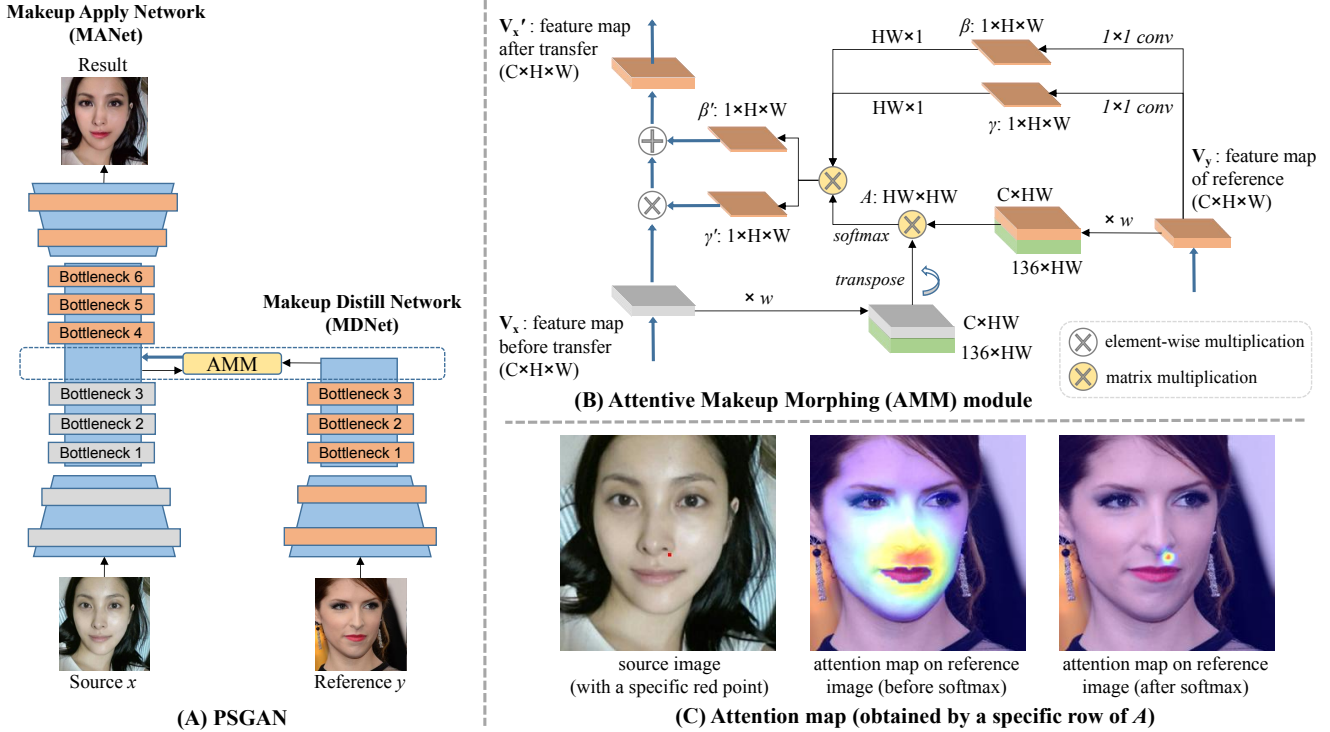 Makeup Apply Network
(MANet)
Result
Bottleneck 6
Bottleneck 5
Bottleneck 4
Makeup Distill Network
(MDNet)
AMM
Bottleneck 3
Bottleneck 2
Bottleneck 1
Bottleneck 3
Bottleneck 2
Bottleneck 1
Source x
Reference y
(A) PSGAN
Vx′ : feature map
after transfer
(C×H×W)
HW×1
β: 1×H×W
1×1 conv
HW×1
γ: 1×H×W
1×1 conv
β′: 1×H×W
γ′: 1×H×W
A: HW×HW
softmax
C×HW
136×HW
× w
Vy : feature map
of reference
(C×H×W)
transpose
× w
Vx : feature map
before transfer
(C×H×W)
C×HW
136×HW
element-wise multiplication
matrix multiplication
(B) Attentive Makeup Morphing (AMM) module
source image
(with a specific red point)
attention map on reference
image (before softmax)
attention map on reference
image (after softmax)
(C) Attention map (obtained by a specific row of A)